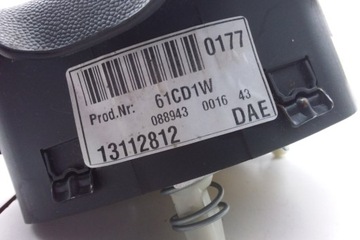 0177
Prod.Nr: 61CD1W
088943 0016 43
13112812 DAE